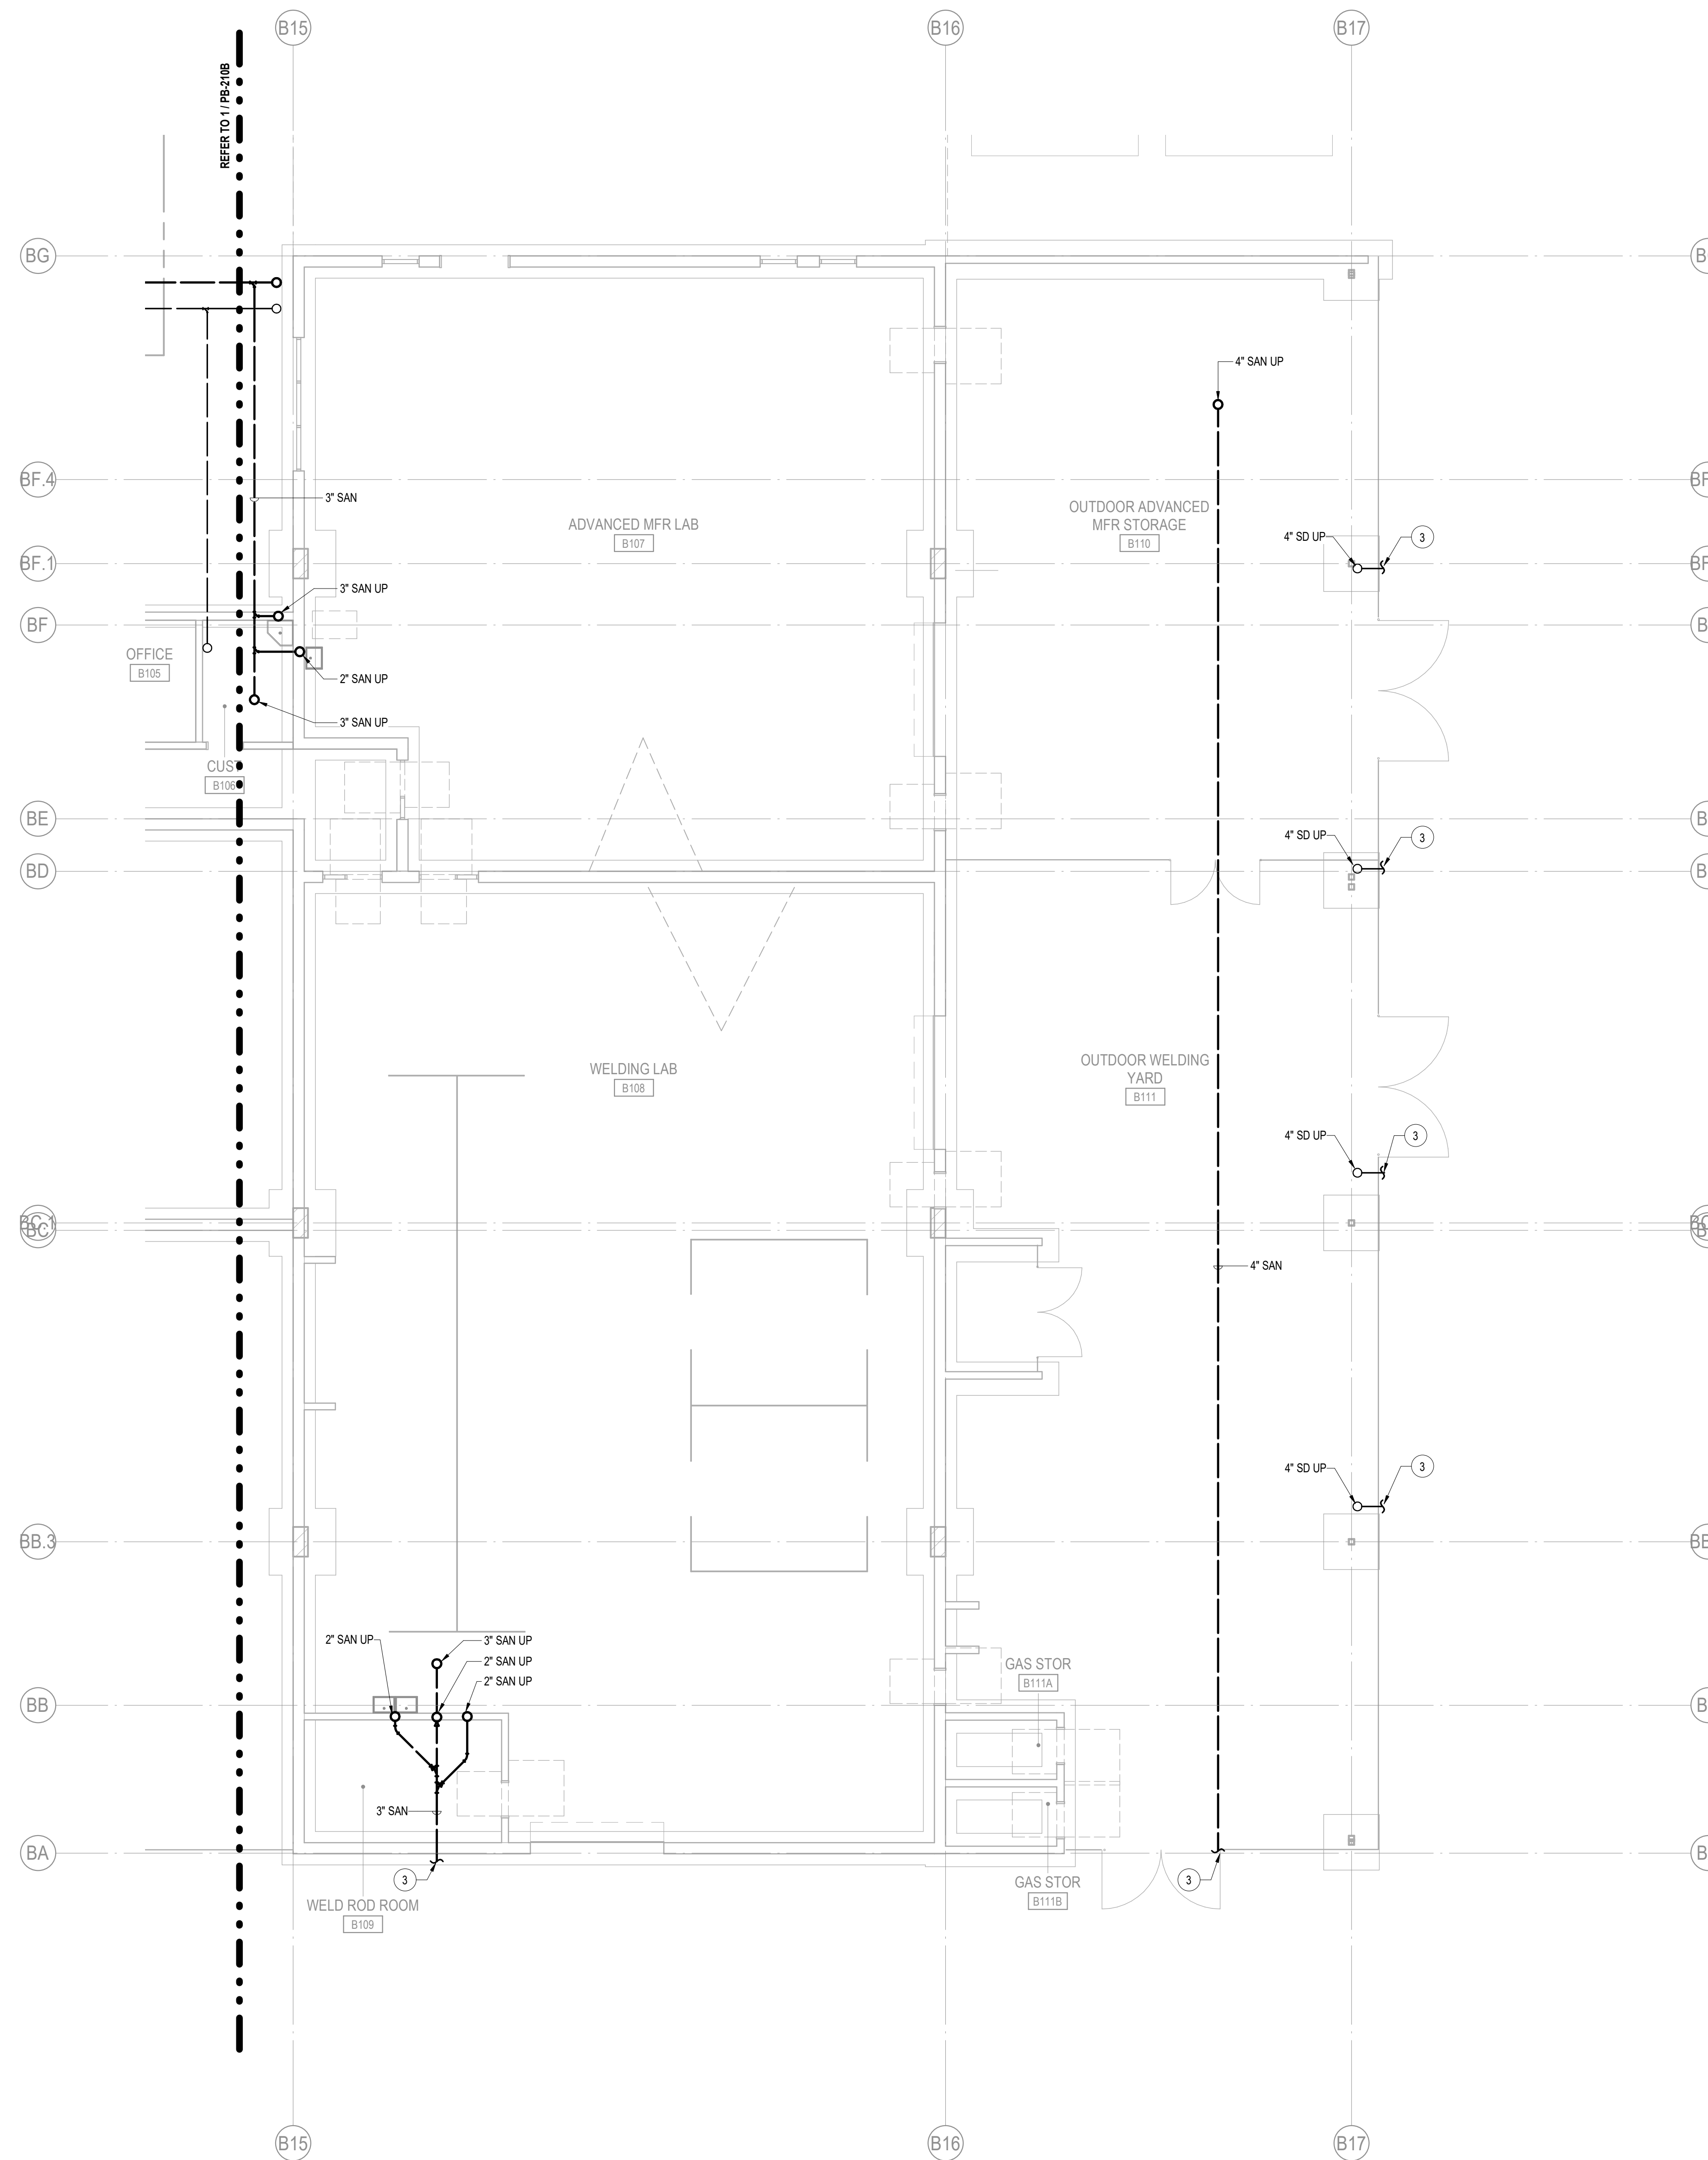 B15
B16
B17
REFER TO 1 / PB-210B
BG
B
4" SAN UP
BF.4
BF
3" SAN
ADVANCED MFR LAB
B107
OUTDOOR ADVANCED
MFR STORAGE
B110
4" SD UP
3
BF.1
BF
3" SAN UP
BF
B
OFFICE
B105
2" SAN UP
3" SAN UP
CUST
B106
BE
B
4" SD UP
3
BD
B
WELDING LAB
B108
OUTDOOR WELDING
YARD
B111
4" SD UP
3
BC.1
BC
BC
B
4" SAN
4" SD UP
3
BB.3
BB
2" SAN UP
3" SAN UP
2" SAN UP
2" SAN UP
GAS STOR
B111A
BB
B
3" SAN
BA
B
3
3
GAS STOR
B111B
WELD ROD ROOM
B109
B15
B16
B17